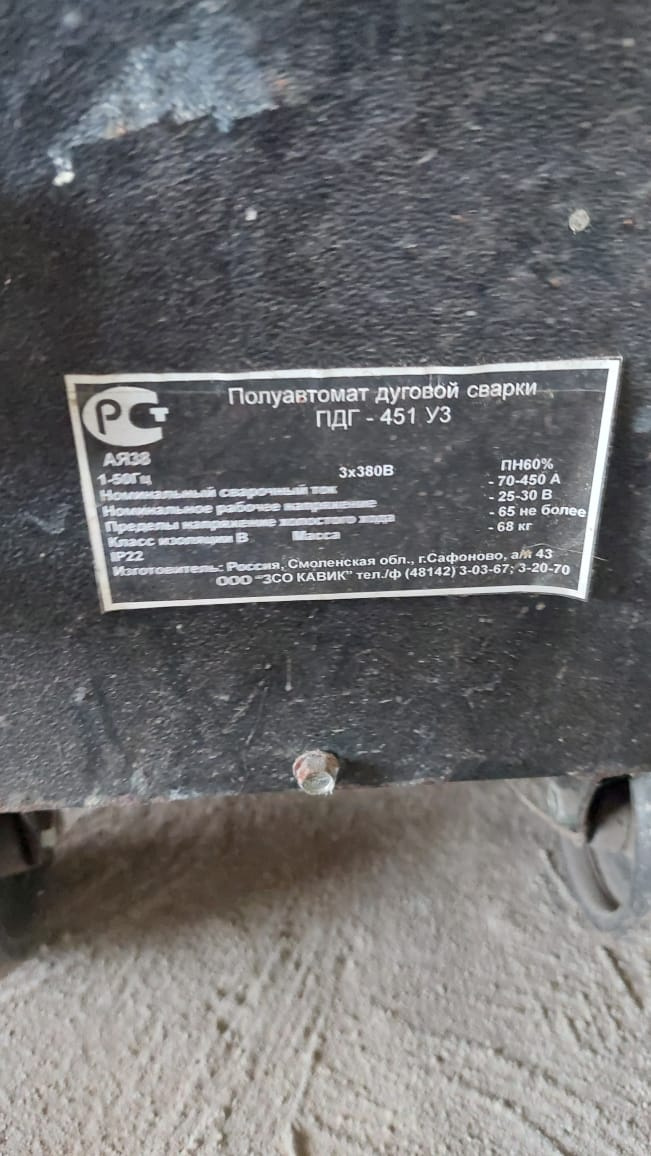 РСТ
Полуавтомат дуговой сварки
ПДГ - 451 У3
АЯ38
1-50Гц 3х380В ПН60%
Номинальный сварочный ток - 70-450 А
Номинальное рабочее напряжение - 25-30 В
Пределы напряжение холостого хода - 65 не более
Класс изоляции В Масса - 68 кг
IP22
Изготовитель: Россия, Смоленская обл., г.Сафоново, а/я 43
ООО "ЗСО КАВИК" тел./ф (48142) 3-03-67; 3-20-70